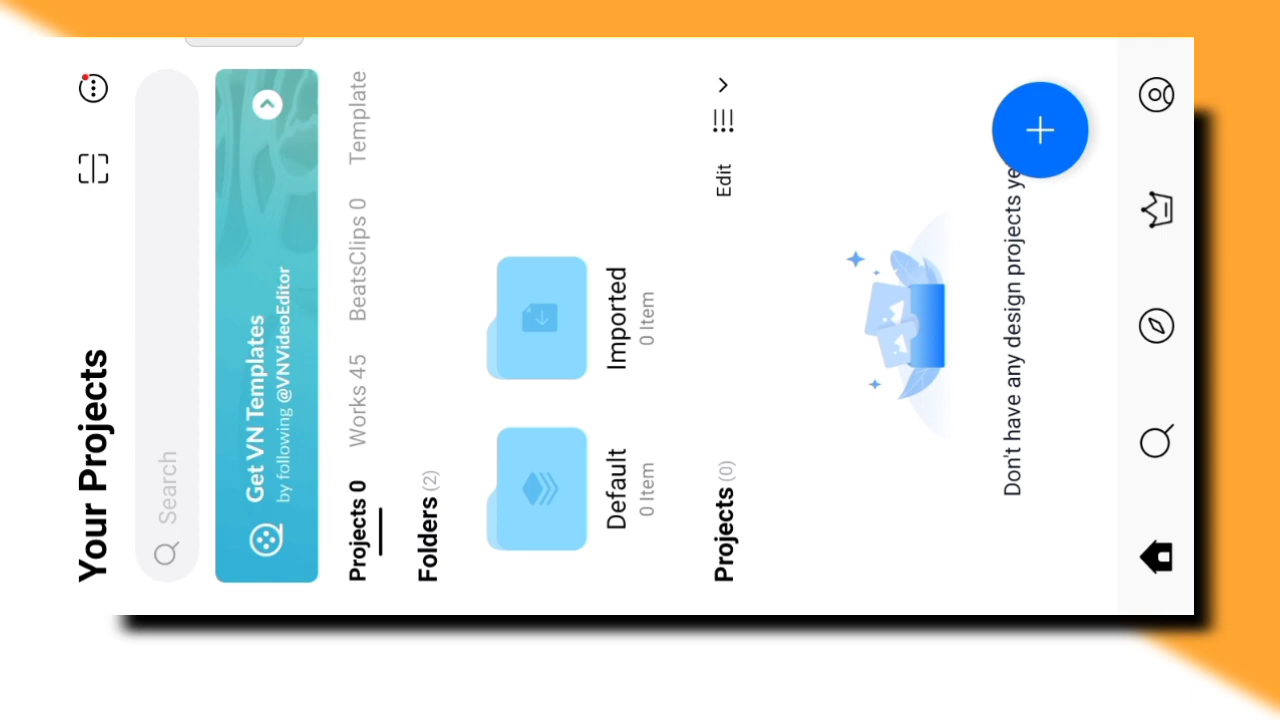 Your Projects
Search
Get VN Templates
by following @VNVideoEditor
Projects 0 Works 45 BeatsClips 0 Template
Folders (2)
Default Imported
0 Item 0 Item
Projects (0) Edit
Don't have any design projects ye